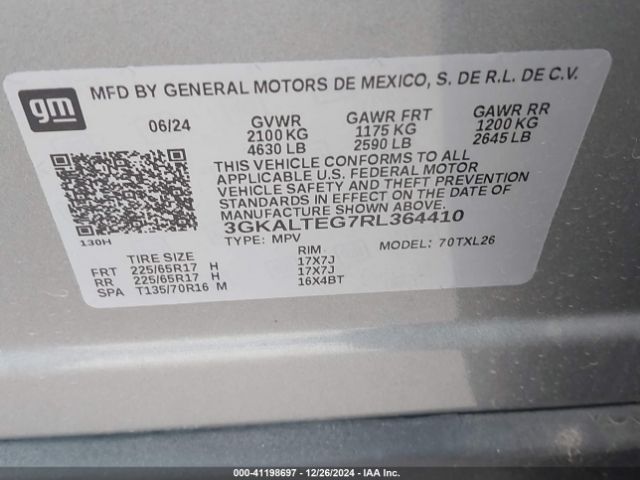 gm
MFD BY GENERAL MOTORS DE MEXICO, S. DE R.L. DE C.V.
06/24 GVWR GAWR FRT GAWR RR
2100 KG 1175 KG 1200 KG
4630 LB 2590 LB 2645 LB
THIS VEHICLE CONFORMS TO ALL
APPLICABLE U.S. FEDERAL MOTOR
VEHICLE SAFETY AND THEFT PREVENTION
STANDARDS IN EFFECT ON THE DATE OF
MANUFACTURE SHOWN ABOVE.
3GKALTEG7RL364410
130H TYPE: MPV MODEL: 70TXL26
TIRE SIZE RIM
FRT 225/65R17 H 17X7J
RR 225/65R17 H 17X7J
SPA T135/70R16 M 16X4BT
000-41198697 - 12/26/2024 - IAAI.COM